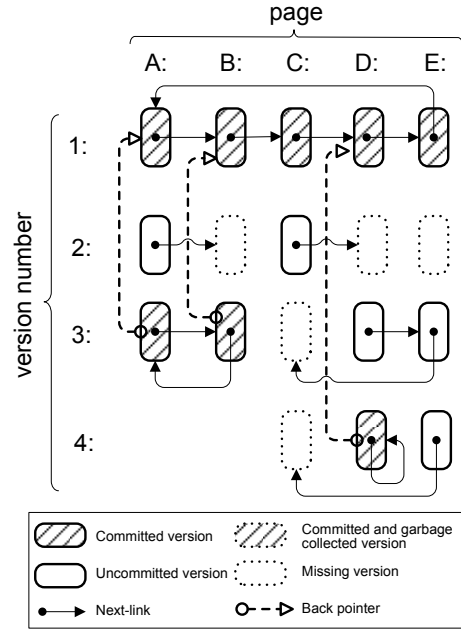 page
A: B: C: D: E:
1:
version number
2:
3:
4:
Committed version
Committed and garbage
collected version
Uncommitted version
Missing version
Next-link
Back pointer